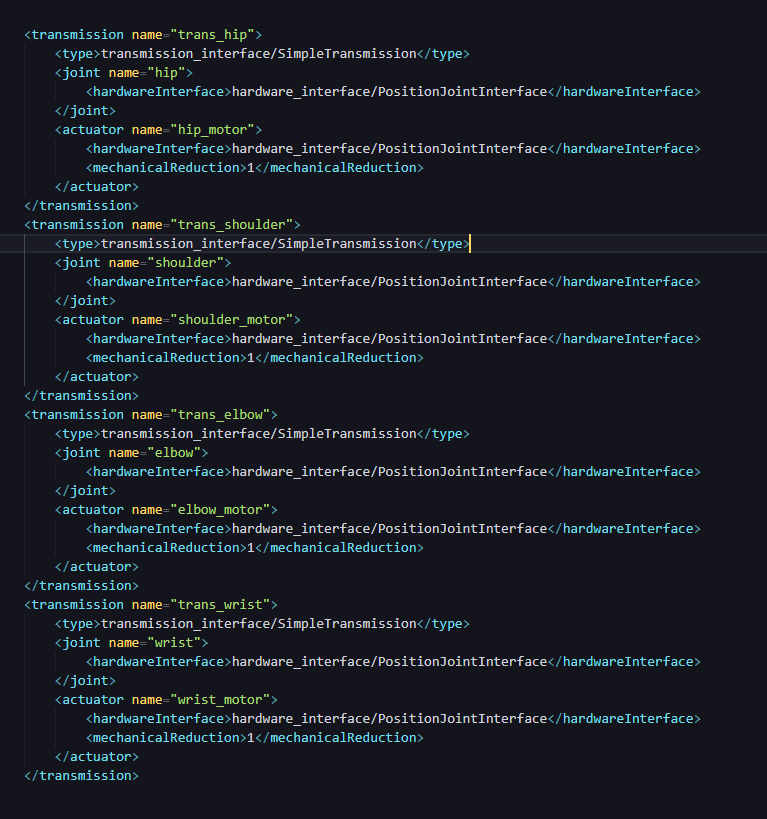 <transmission name="trans_hip">
    <type>transmission_interface/SimpleTransmission</type>
    <joint name="hip">
        <hardwareInterface>hardware_interface/PositionJointInterface</hardwareInterface>
    </joint>
    <actuator name="hip_motor">
        <hardwareInterface>hardware_interface/PositionJointInterface</hardwareInterface>
        <mechanicalReduction>1</mechanicalReduction>
    </actuator>
</transmission>
<transmission name="trans_shoulder">
    <type>transmission_interface/SimpleTransmission</type>
    <joint name="shoulder">
        <hardwareInterface>hardware_interface/PositionJointInterface</hardwareInterface>
    </joint>
    <actuator name="shoulder_motor">
        <hardwareInterface>hardware_interface/PositionJointInterface</hardwareInterface>
        <mechanicalReduction>1</mechanicalReduction>
    </actuator>
</transmission>
<transmission name="trans_elbow">
    <type>transmission_interface/SimpleTransmission</type>
    <joint name="elbow">
        <hardwareInterface>hardware_interface/PositionJointInterface</hardwareInterface>
    </joint>
    <actuator name="elbow_motor">
        <hardwareInterface>hardware_interface/PositionJointInterface</hardwareInterface>
        <mechanicalReduction>1</mechanicalReduction>
    </actuator>
</transmission>
<transmission name="trans_wrist">
    <type>transmission_interface/SimpleTransmission</type>
    <joint name="wrist">
        <hardwareInterface>hardware_interface/PositionJointInterface</hardwareInterface>
    </joint>
    <actuator name="wrist_motor">
        <hardwareInterface>hardware_interface/PositionJointInterface</hardwareInterface>
        <mechanicalReduction>1</mechanicalReduction>
    </actuator>
</transmission>